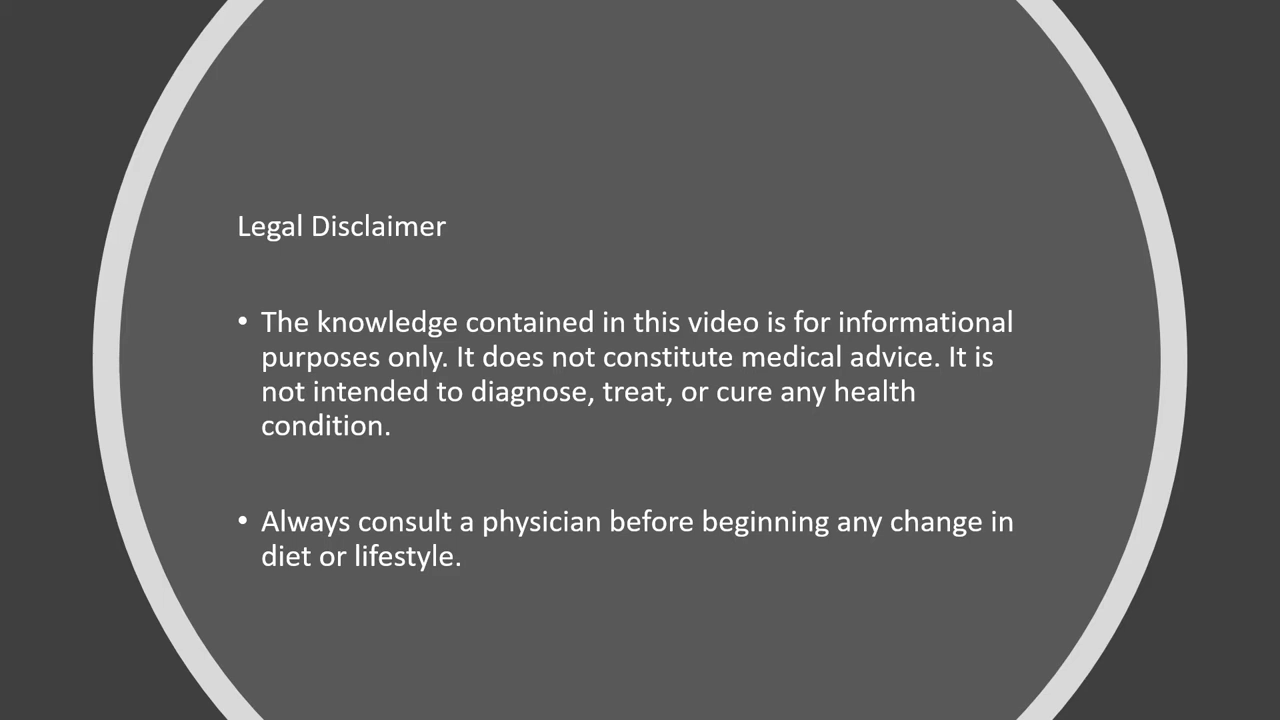 Legal Disclaimer
• The knowledge contained in this video is for informational
purposes only. It does not constitute medical advice. It is
not intended to diagnose, treat, or cure any health
condition.
• Always consult a physician before beginning any change in
diet or lifestyle.